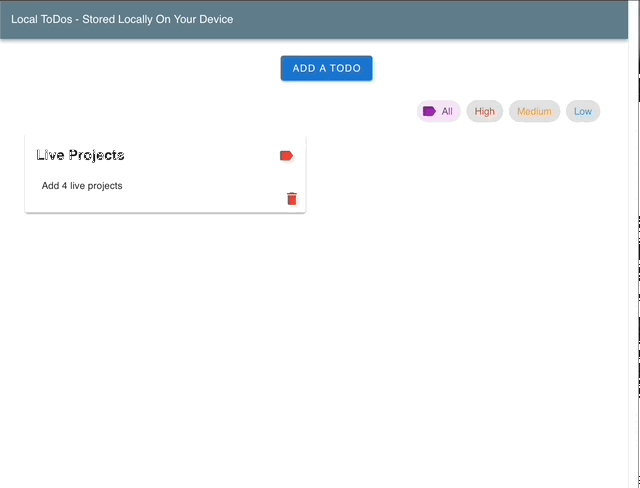 Local ToDos - Stored Locally On Your Device
ADD A TODO
All High Medium Low
Live Projects
Add 4 live projects